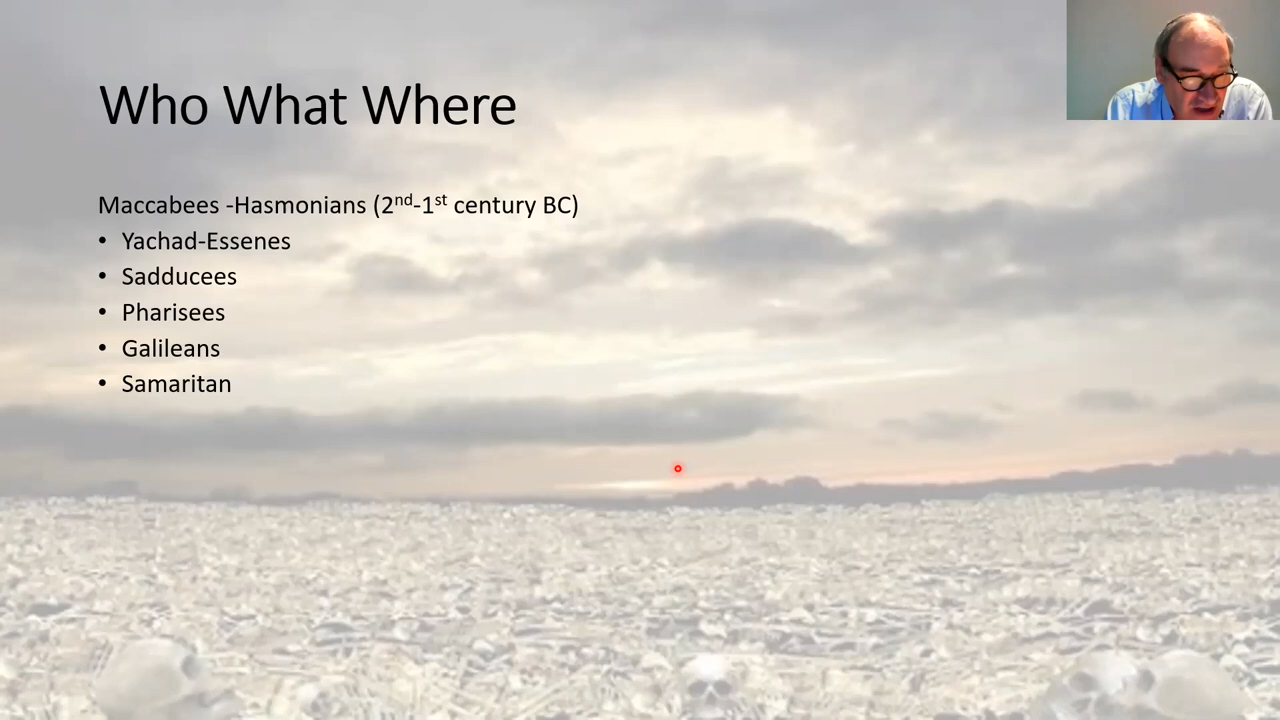 Who What Where
Maccabees -Hasmonians (2nd-1st century BC)
• Yachad-Essenes
• Sadducees
• Pharisees
• Galileans
• Samaritan